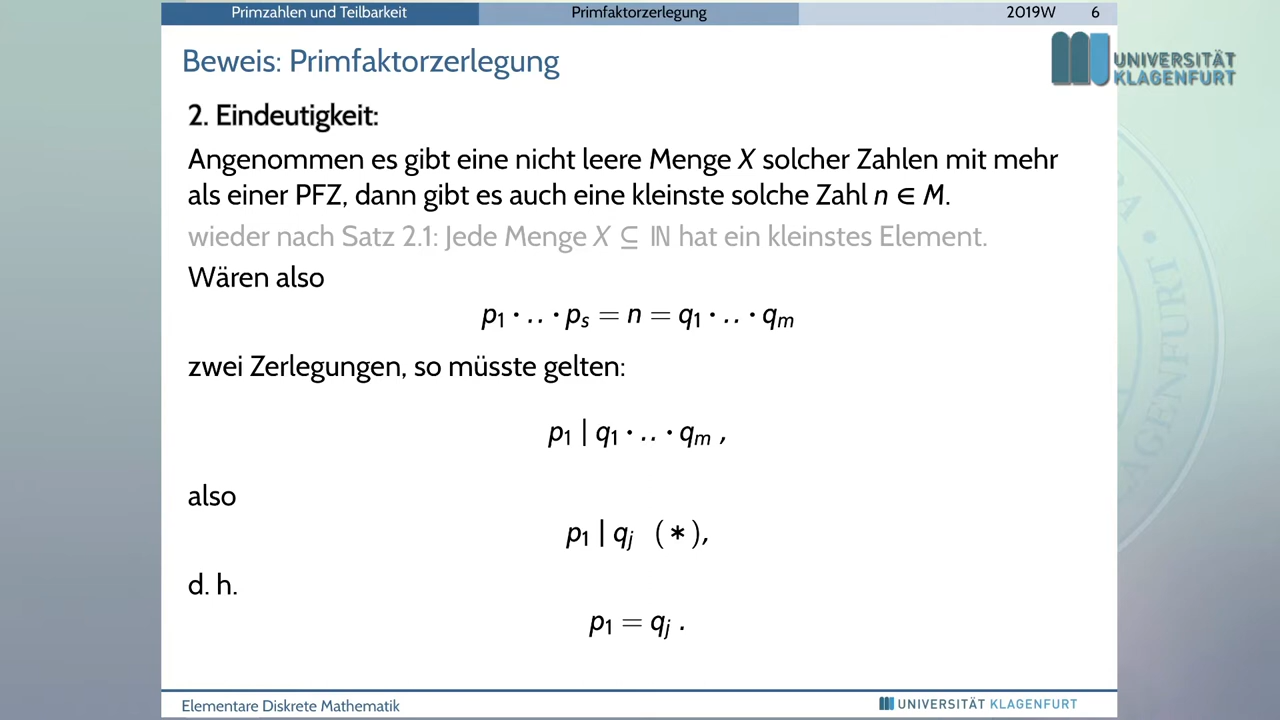 Primzahlen und Teilbarkeit Primfaktorzerlegung 2019W 6
Beweis: Primfaktorzerlegung
UNIVERSITÄT
KLAGENFURT
2. Eindeutigkeit:
Angenommen es gibt eine nicht leere Menge X solcher Zahlen mit mehr
als einer PFZ, dann gibt es auch eine kleinste solche Zahl n ∈ M.
wieder nach Satz 2.1: Jede Menge X ⊆ ℕ hat ein kleinstes Element.
Wären also
p₁ · . . · pₛ = n = q₁ · . . · qₘ
zwei Zerlegungen, so müsste gelten:
p₁ | q₁ · . . · qₘ ,
also
p₁ | qⱼ (∗),
d. h.
p₁ = qⱼ .
Elementare Diskrete Mathematik UNIVERSITÄT KLAGENFURT